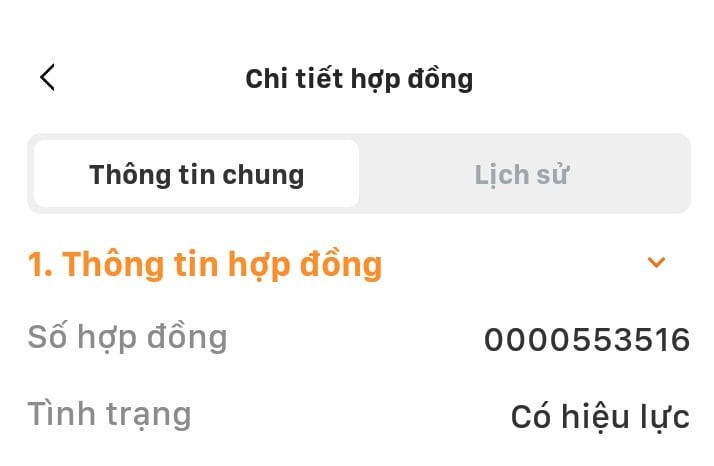 Chi tiết hợp đồng
Thông tin chung
Lịch sử
1. Thông tin hợp đồng
Số hợp đồng 0000553516
Tình trạng Có hiệu lực